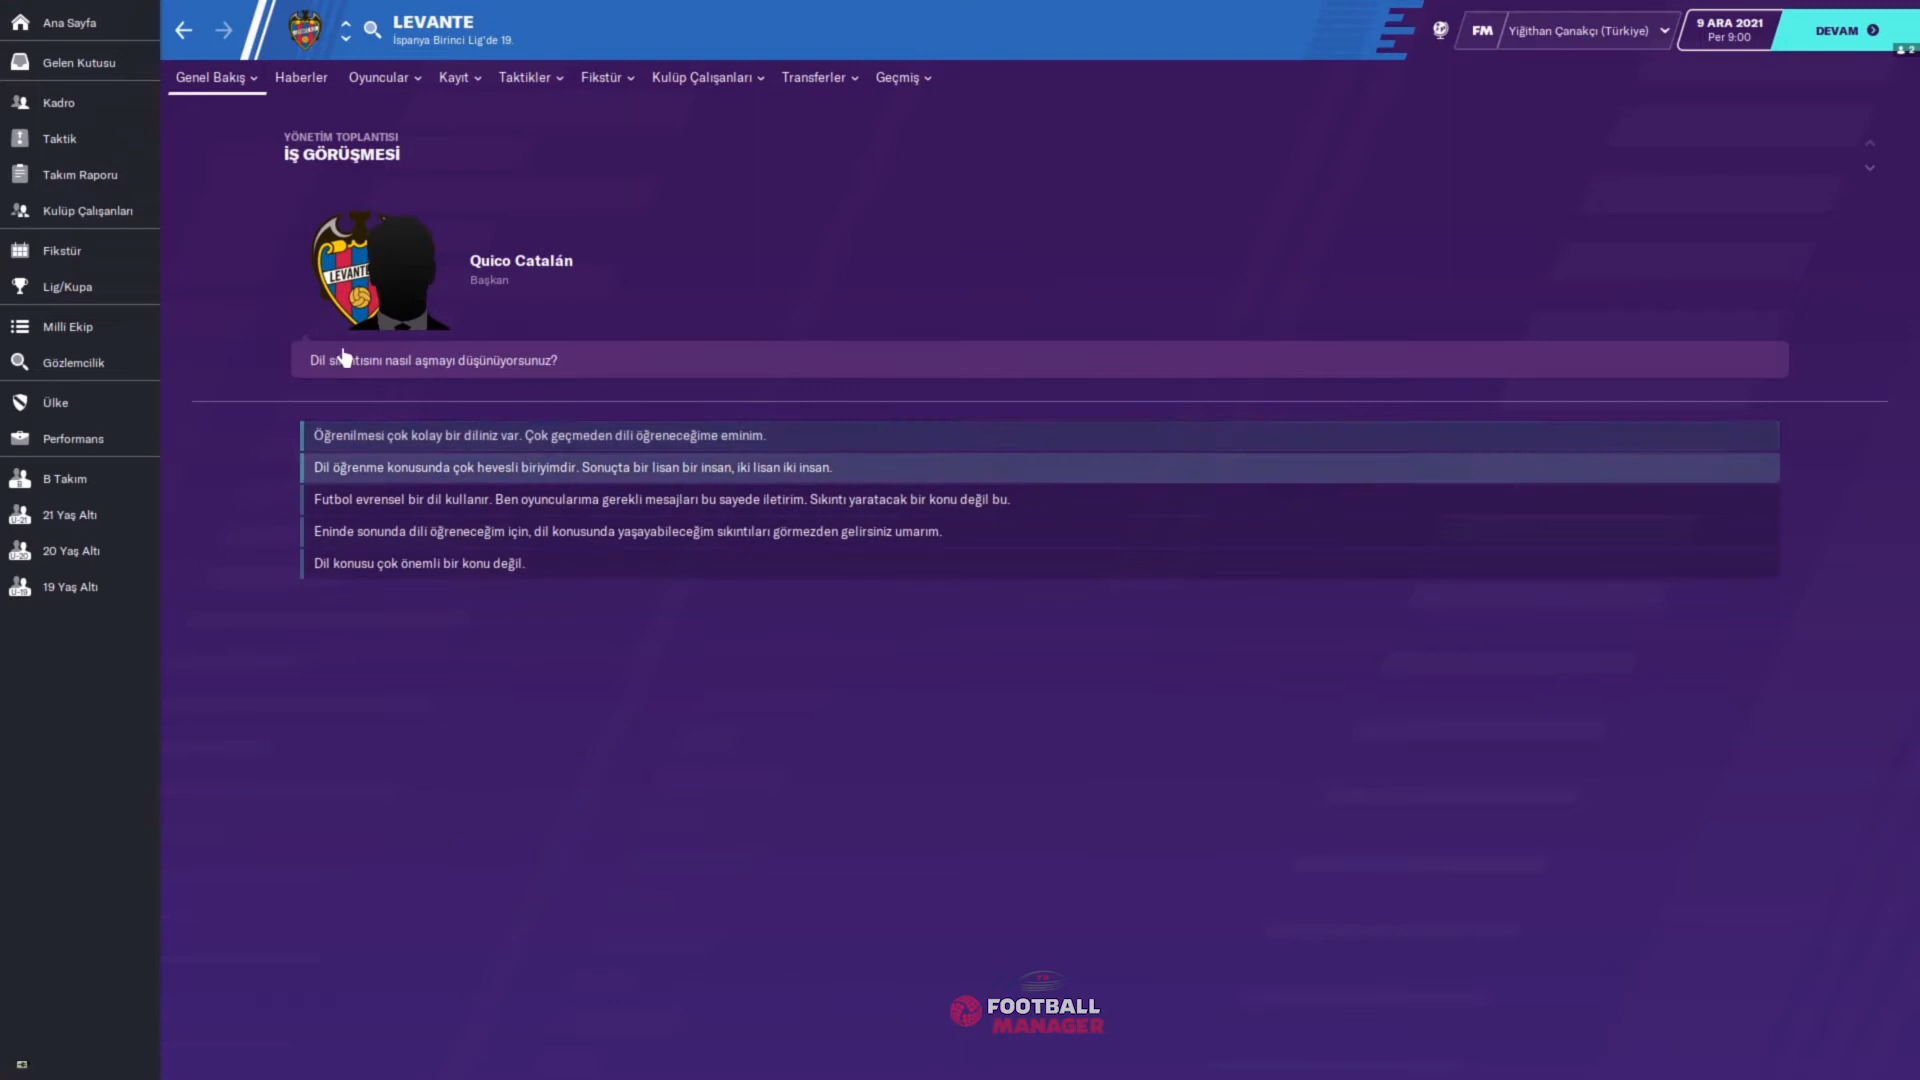 Ana Sayfa
Gelen Kutusu
Kadro
Taktik
Takım Raporu
Kulüp Çalışanları
Fikstür
Lig/Kupa
Milli Ekip
Gözlemcilik
Ülke
Performans
B Takım
21 Yaş Altı
20 Yaş Altı
19 Yaş Altı
LEVANTE
İspanya Birinci Lig'de 19.
FM Yiğithan Çanakçı (Türkiye)
9 ARA 2021
Per 9:00
DEVAM
2
Genel Bakış Haberler Oyuncular Kayıt Taktikler Fikstür Kulüp Çalışanları Transferler Geçmiş
YÖNETİM TOPLANTISI
İŞ GÖRÜŞMESİ
LEVANTE
Quico Catalán
Başkan
Dil nasıl aşmayı düşünüyorsunuz?
Öğrenilmesi çok kolay bir diliniz var. Çok geçmeden dili öğreneceğime eminim.
Dil öğrenme konusunda çok hevesli biriyimdir. Sonuçta bir lisan bir insan, iki lisan iki insan.
Futbol evrensel bir dil kullanır. Ben oyuncularıma gerekli mesajları bu sayede iletirim. Sıkıntı yaratacak bir konu değil bu.
Eninde sonunda dili öğreneceğim için, dil konusunda yaşayabileceğim sıkıntıları görmezden gelirsiniz umarım.
Dil konusu çok önemli bir konu değil.
FOOTBALL
MANAGER